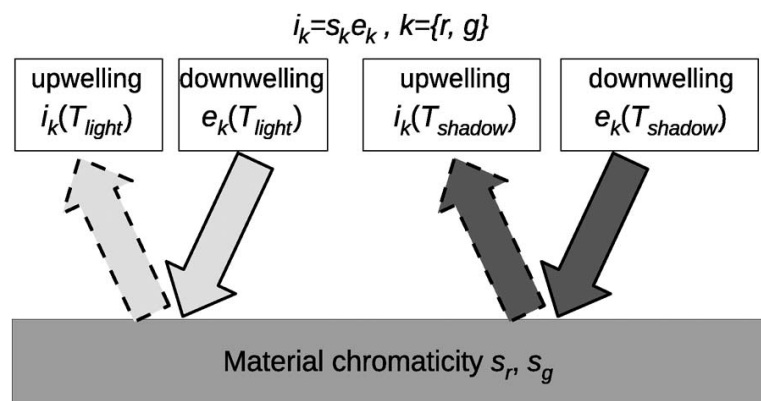 i_k=s_k e_k , k={r, g}
upwelling
i_k(T_light)
downwelling
e_k(T_light)
upwelling
i_k(T_shadow)
downwelling
e_k(T_shadow)
Material chromaticity s_r, s_g